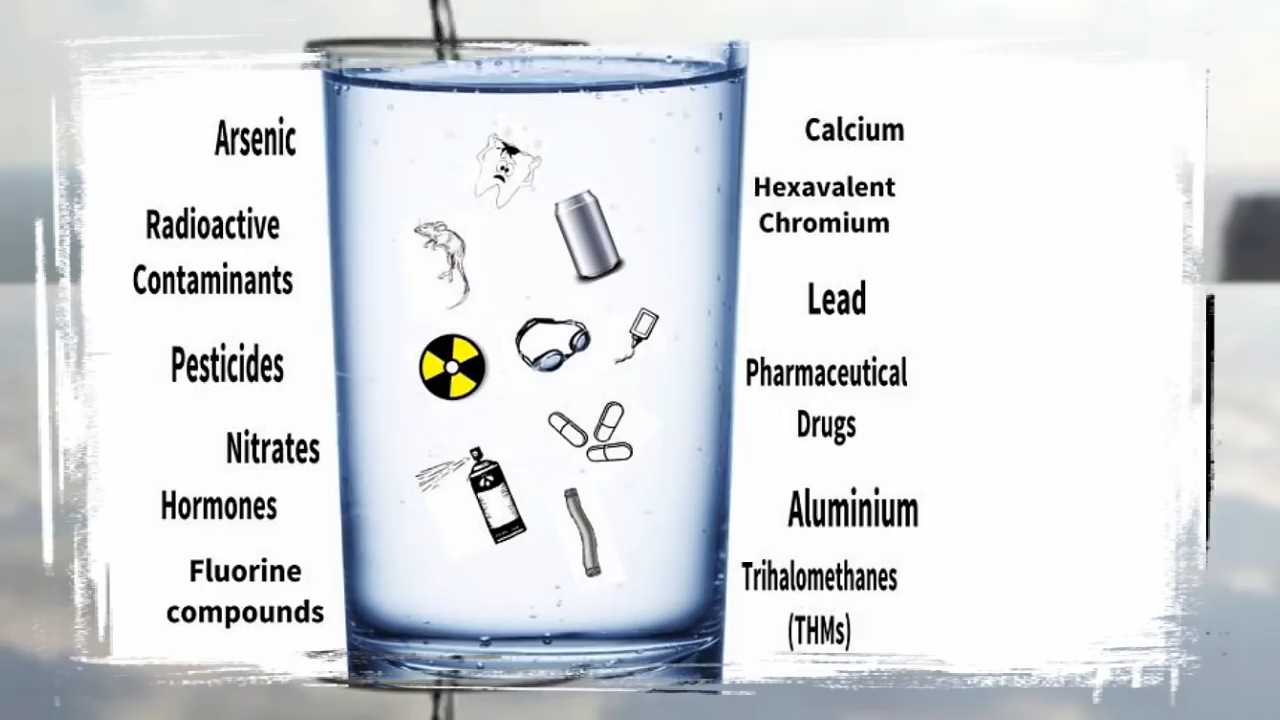 Arsenic
Radioactive
Contaminants
Pesticides
Nitrates
Hormones
Fluorine
compounds
Calcium
Hexavalent
Chromium
Lead
Pharmaceutical
Drugs
Aluminium
Trihalomethanes
(THMs)